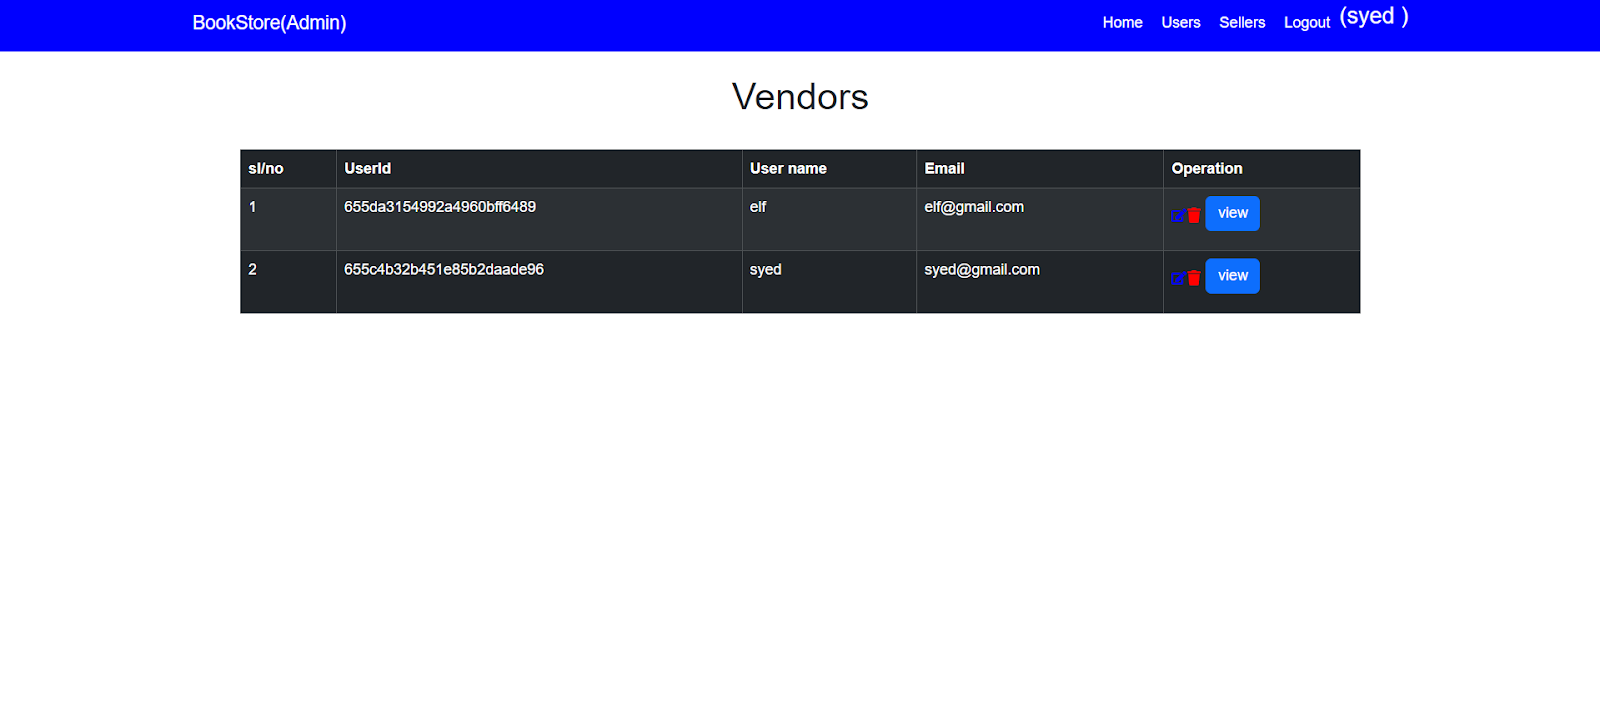 BookStore(Admin) Home Users Sellers Logout (syed )
Vendors
sl/no UserId User name Email Operation
1 655da3154992a4960bff6489 elf elf@gmail.com view
2 655c4b32b451e85b2daade96 syed syed@gmail.com view